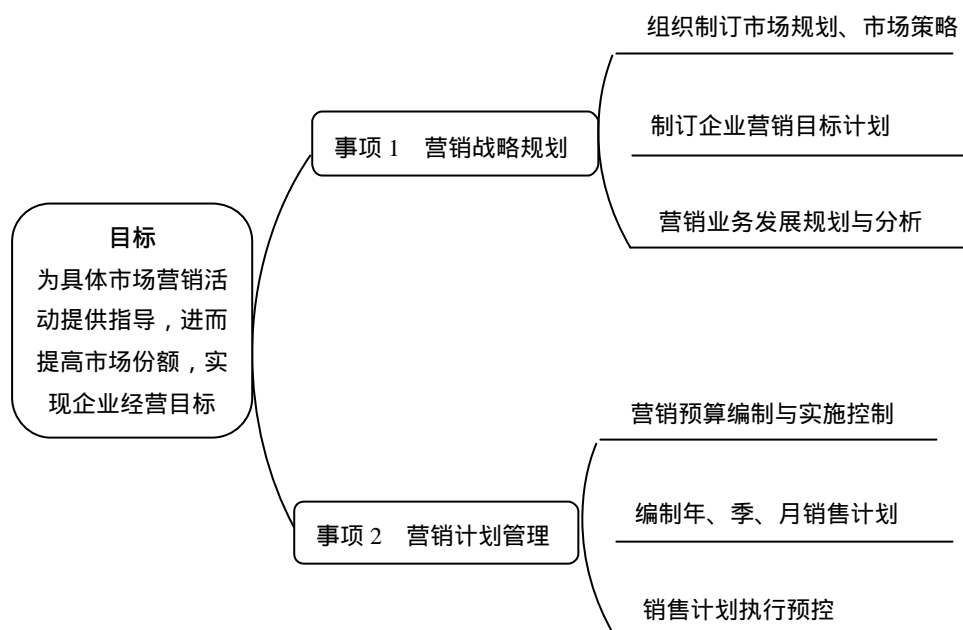 目标
为具体市场营销活
动提供指导，进而
提高市场份额，实
现企业经营目标
事项 1 营销战略规划
组织制订市场规划、市场策略
制订企业营销目标计划
营销业务发展规划与分析
事项 2 营销计划管理
营销预算编制与实施控制
编制年、季、月销售计划
销售计划执行预控